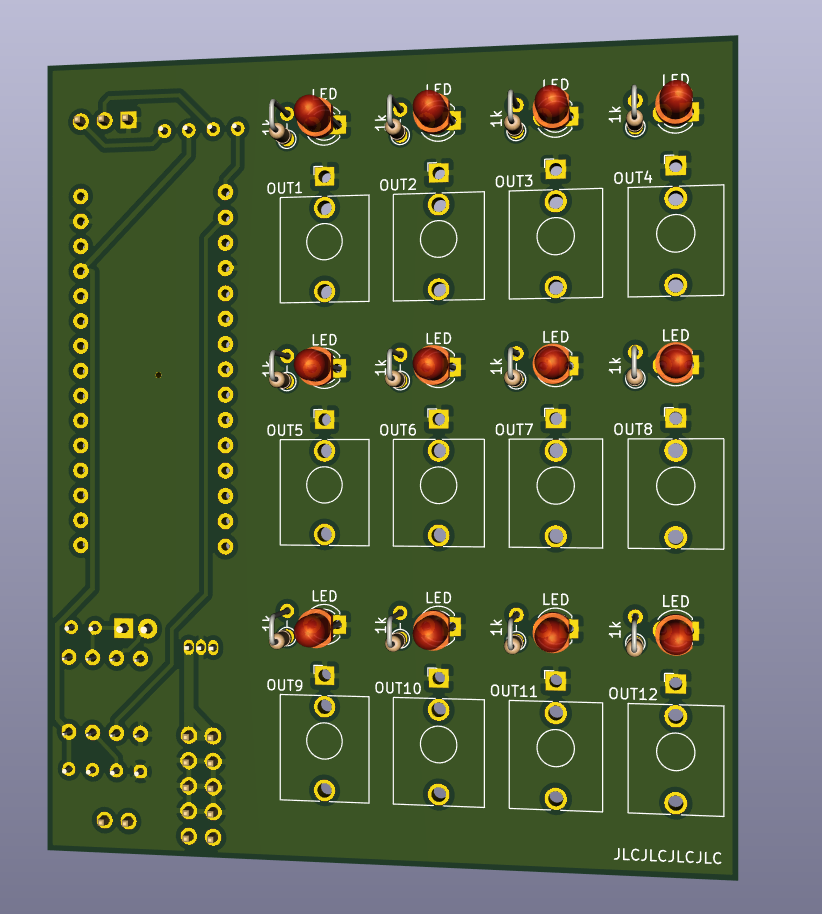 LED LED LED LED
1k 1k 1k 1k
OUT1 OUT2 OUT3 OUT4
LED LED LED LED
1k 1k 1k 1k
OUT5 OUT6 OUT7 OUT8
LED LED LED LED
1k 1k 1k 1k
OUT9 OUT10 OUT11 OUT12
JLCJLCJLCJLC